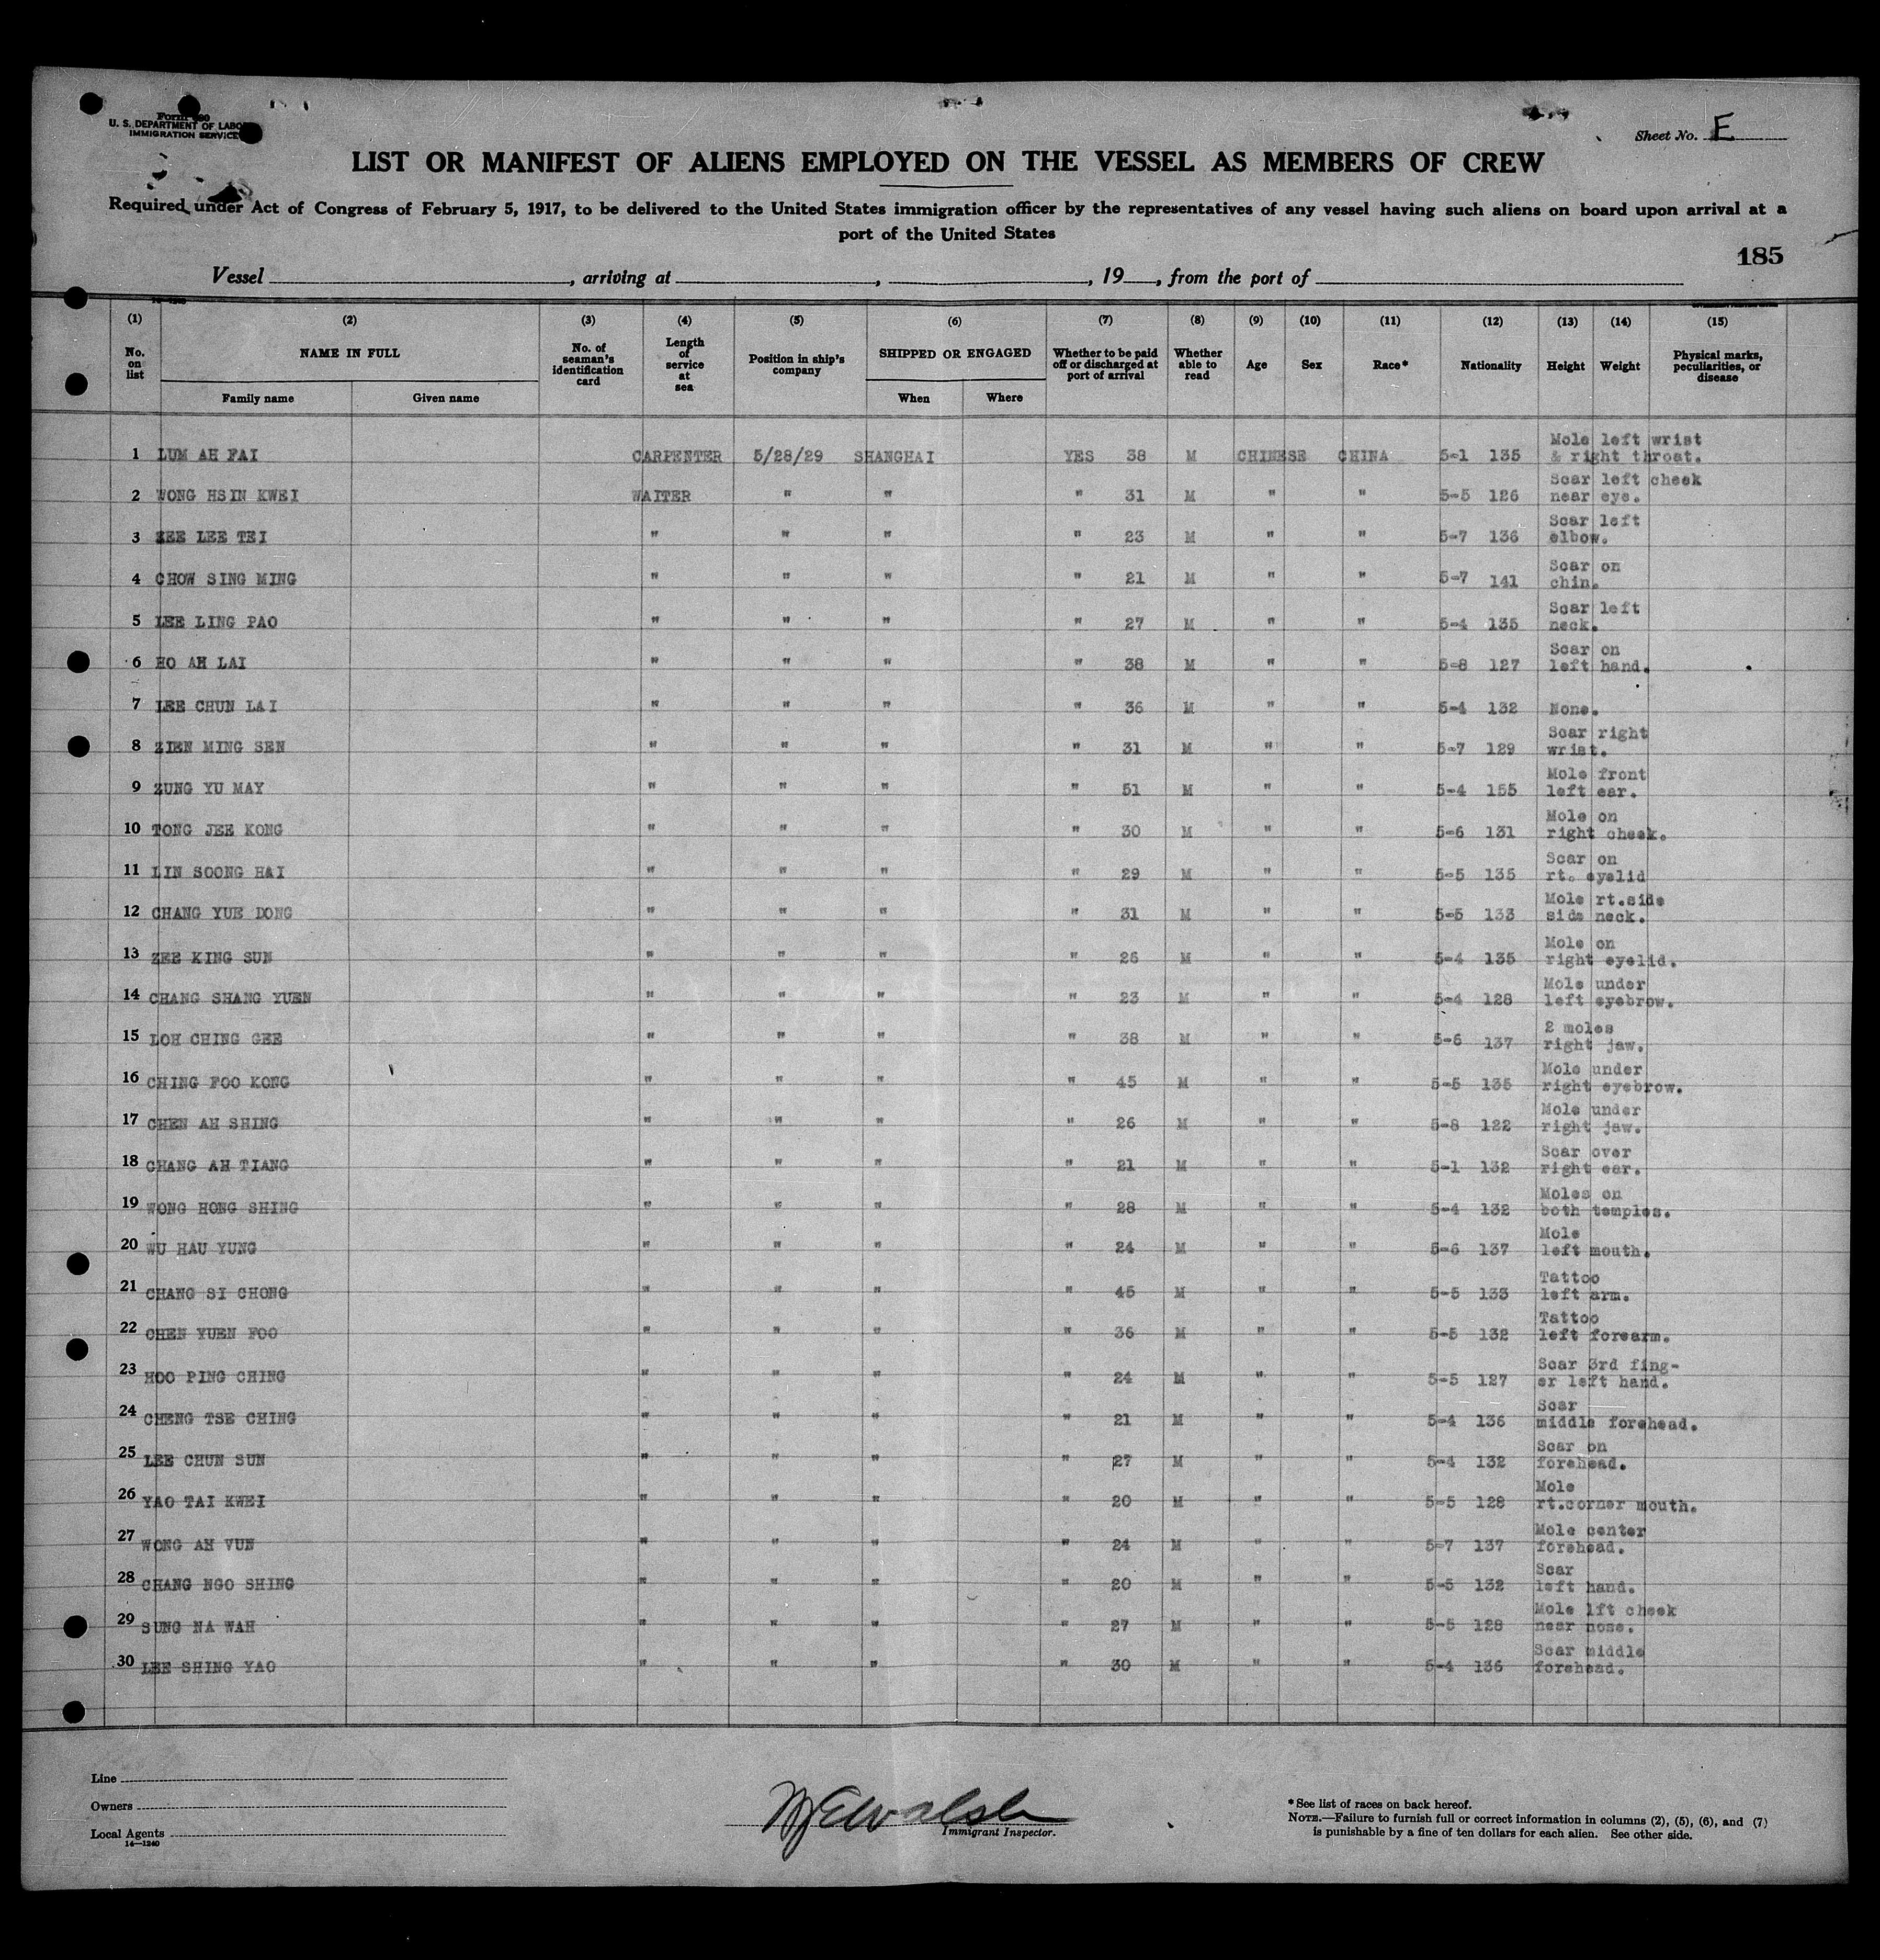 U. S. DEPARTMENT OF LABOR
IMMIGRATION SERVICE
Sheet No. E
LIST OR MANIFEST OF ALIENS EMPLOYED ON THE VESSEL AS MEMBERS OF CREW
Required under Act of Congress of February 5, 1917, to be delivered to the United States immigration officer by the representatives of any vessel having such aliens on board upon arrival at a
port of the United States
185
Vessel , arriving at , , 19 , from the port of
(1) (2) (3) (4) (5) (6) (7) (8) (9) (10) (11) (12) (13) (14) (15)
No. on list NAME IN FULL No. of seaman's identification card Length of service at sea Position in ship's company SHIPPED OR ENGAGED Whether to be paid off or discharged at port of arrival Whether able to read Age Sex Race* Nationality Height Weight Physical marks, peculiarities, or disease
Family name Given name When Where
1 LUM AH FAI CARPENTER 5/28/29 SHANGHAI YES 38 M CHINESE CHINA 5-1 135 Mole left wrist & right throat.
2 WONG HSIN KWEI WAITER " " " 31 M " " 5-5 126 Scar left cheek near eye.
3 ZEE LEE TEI " " " " 23 M " " 5-7 136 Scar left elbow.
4 CHOW SING MING " " " " 21 M " " 5-7 141 Scar on chin.
5 LEE LING PAO " " " " 27 M " " 5-4 135 Scar left neck.
6 HO AH LAI " " " " 38 M " " 5-8 127 Scar on left hand.
7 LEE CHUN LAI " " " " 36 M " " 5-4 132 None.
8 ZIEN MING SEN " " " " 31 M " " 5-7 129 Scar right wrist.
9 ZUNG YU MAY " " " " 51 M " " 5-4 155 Mole front left ear.
10 TONG JEE KONG " " " " 30 M " " 5-6 131 Mole on right cheek.
11 LIN SOONG HAI " " " " 29 M " " 5-5 135 Scar on rt. eyelid
12 CHANG YUE DONG " " " " 31 M " " 5-5 133 Mole rt.side side neck.
13 ZEE KING SUN " " " " 26 M " " 5-4 135 Mole on right eyelid.
14 CHANG SHANG YUEN " " " " 23 M " " 5-4 128 Mole under left eyebrow.
15 LOH CHING GEE " " " " 38 M " " 5-6 137 2 moles right jaw.
16 CHING FOO KONG " " " " 45 M " " 5-5 135 Mole under right eyebrow.
17 CHEN AH SHING " " " " 26 M " " 5-8 122 Mole under right jaw.
18 CHANG AH TIANG " " " " 21 M " " 5-1 132 Scar over right ear.
19 WONG HONG SHING " " " " 28 M " " 5-4 132 Moles on both temples.
20 WU HAU YUNG " " " " 24 M " " 5-6 137 Mole left mouth.
21 CHANG SI CHONG " " " " 45 M " " 5-5 133 Tattoo left arm.
22 CHEN YUEN FOO " " " " 36 M " " 5-5 132 Tattoo left forearm.
23 HOO PING CHING " " " " 24 M " " 5-5 127 Scar 3rd fing- er left hand.
24 CHENG TSE CHING " " " " 21 M " " 5-4 136 Scar middle forehead.
25 LEE CHUN SUN " " " " 27 M " " 5-4 132 Scar on forehead.
26 YAO TAI KWEI " " " " 20 M " " 5-5 128 Mole rt.corner mouth.
27 WONG AH VUN " " " " 24 M " " 5-7 137 Mole center forehead.
28 CHANG NGO SHING " " " " 20 M " " 5-5 132 Scar left hand.
29 SUNG NA WAH " " " " 27 M " " 5-5 128 Mole lft cheek near nose.
30 LEE SHING YAO " " " " 30 M " " 5-4 136 Scar middle forehead.
Line
Owners
Local Agents
14—1240
Walsh
Immigrant Inspector.
*See list of races on back hereof.
NOTE.—Failure to furnish full or correct information in columns (2), (5), (6), and (7)
is punishable by a fine of ten dollars for each alien. See other side.